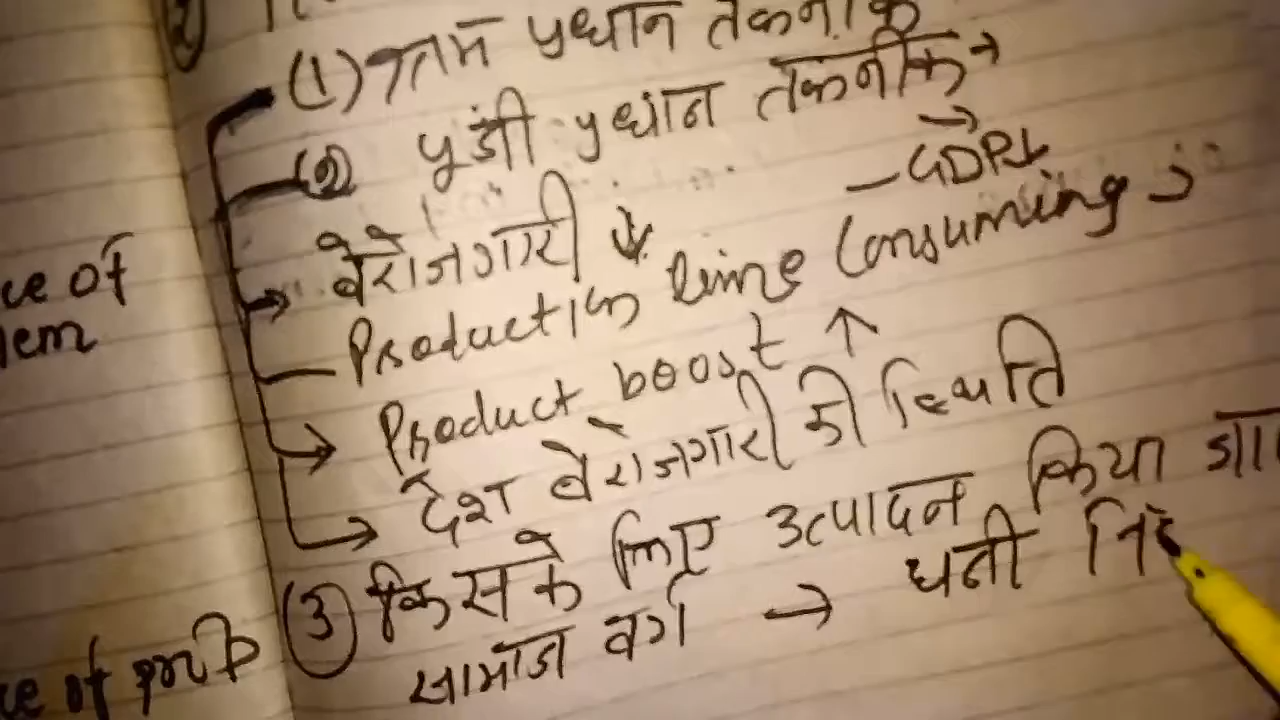 (1) श्रम प्रधान तकनीक
(2) पूंजी प्रधान तकनीक →
→ GDP↓
→ बेरोजगारी ↓
Production time Consuming
→ Product boost ↑
→ देश बेरोजगारी की स्थिति
(3) किसके लिए उत्पादन किया जा
सामाज वर्ग → धनी नि
ce of
lem
ce of prob